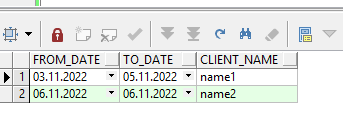 FROM_DATE TO_DATE CLIENT_NAME
1 03.11.2022 05.11.2022 name1
2 06.11.2022 06.11.2022 name2